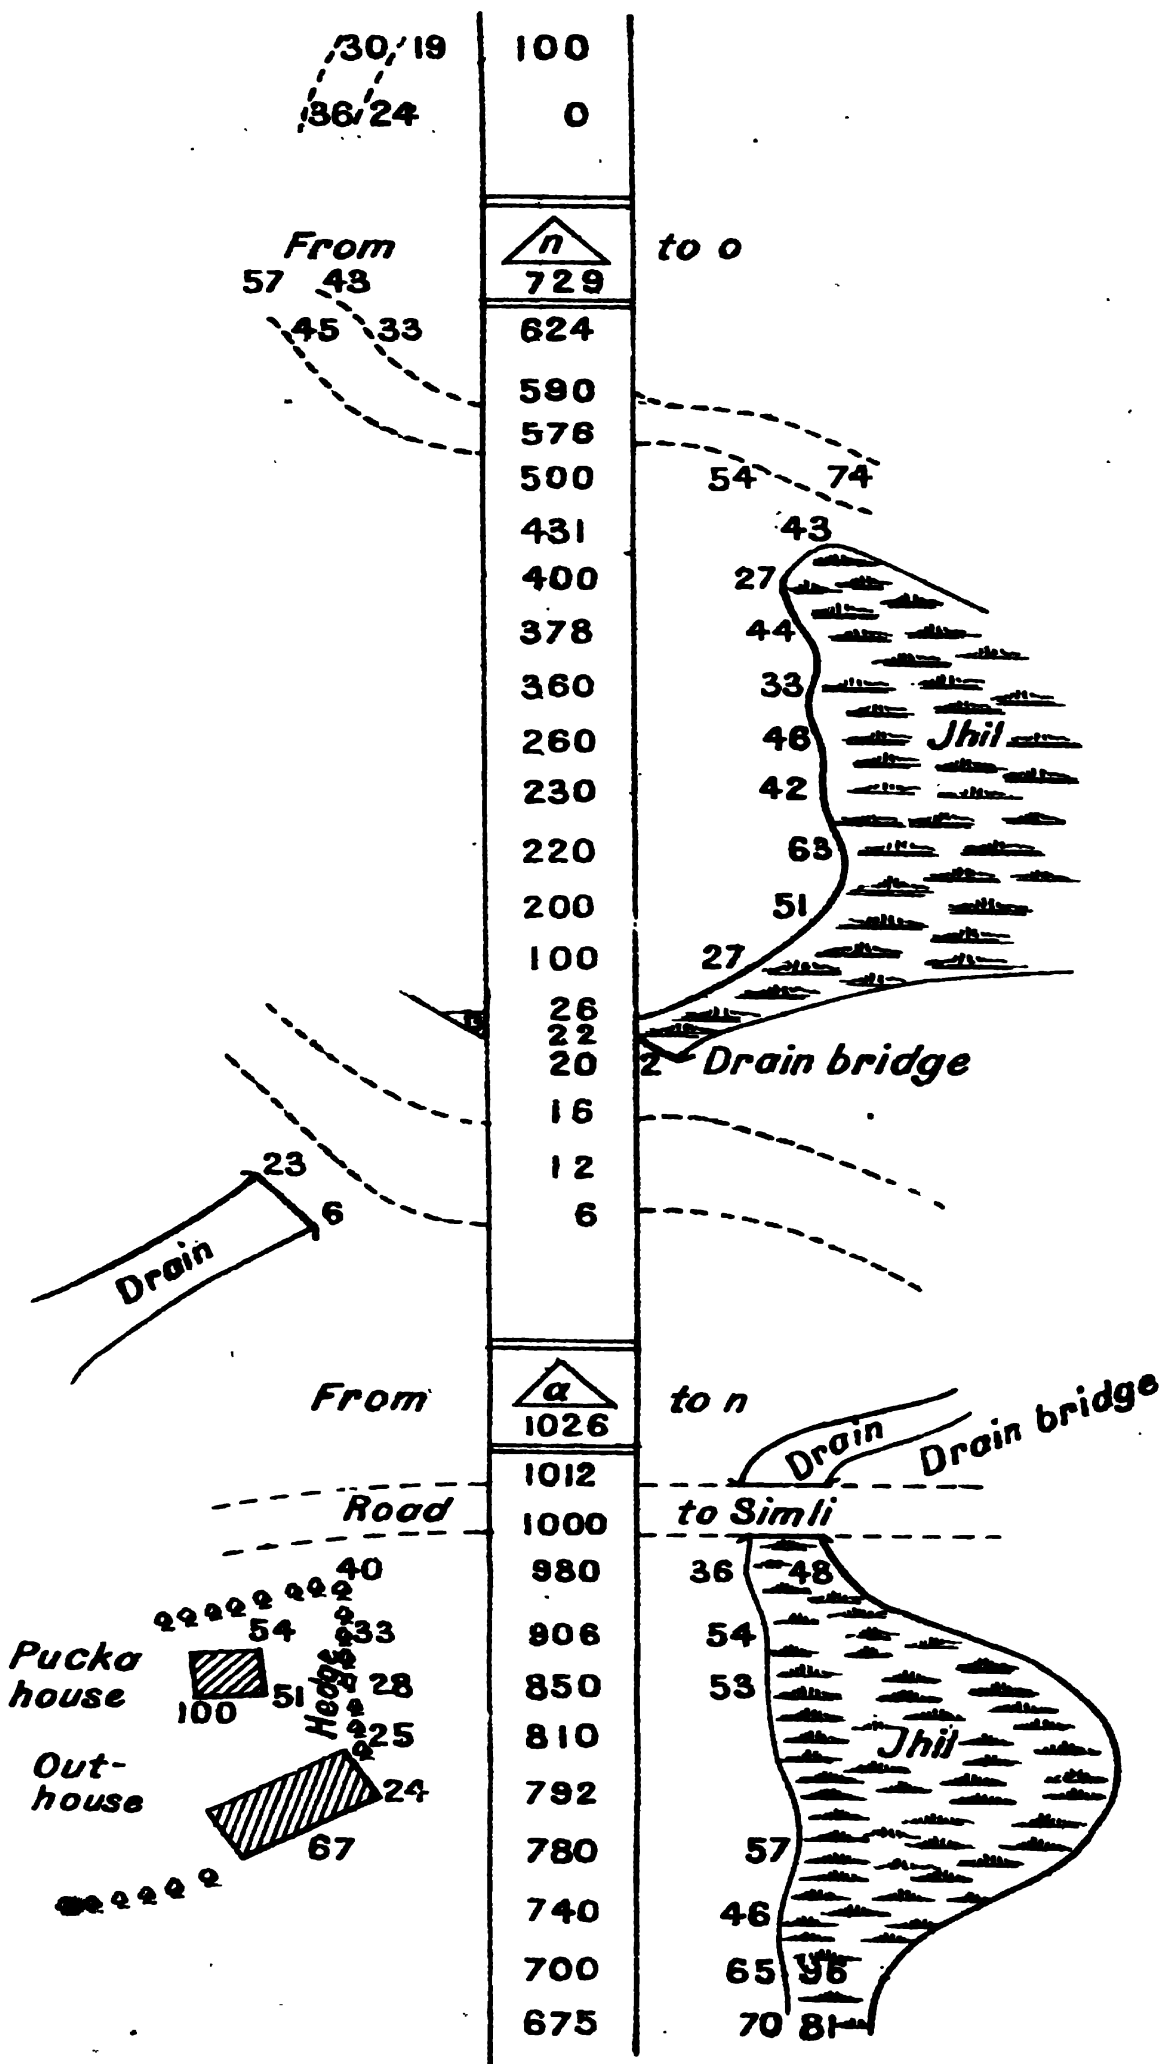 30 19 100
36 24 0
From n to o
57 43 729
45 33 624
590
576
500 54 74
431 43
400 27
378 44
360 33
260 46 Jhil
230 42
220 63
200 51
100 27
26
22
20 2 Drain bridge
16
23 12
6 6
Drain
From a to n
1026
Drain Drain bridge
1012
Road 1000 to Simli
40 980 36 48
54 33 906 54
Pucka house
Hedge
51 28 850 53
100
25 810 Jhil
Out-
house
24 792
67 780 57
740 46
700 65 96
675 70 81